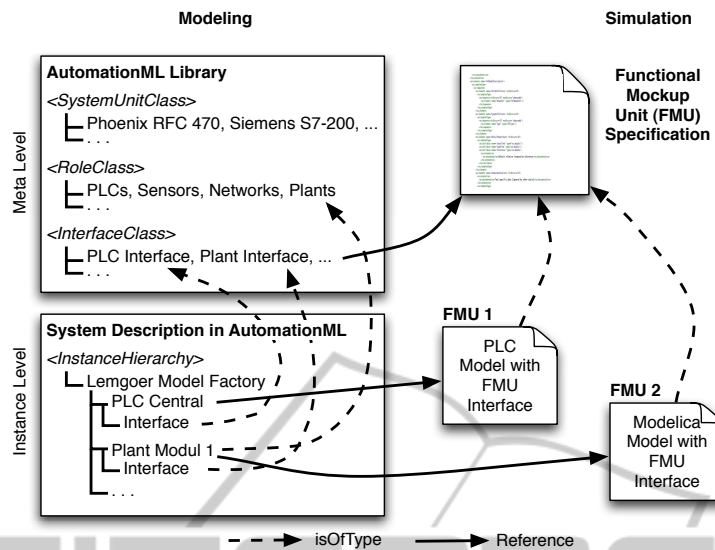 Modeling
Simulation
Meta Level
AutomationML Library
<SystemUnitClass>
Phoenix RFC 470, Siemens S7-200, ...
. . .
<RoleClass>
PLCs, Sensors, Networks, Plants
. . .
<InterfaceClass>
PLC Interface, Plant Interface, ...
. . .
Functional
Mockup
Unit (FMU)
Specification
Instance Level
System Description in AutomationML
<InstanceHierarchy>
Lemgoer Model Factory
PLC Central
Interface
Plant Modul 1
Interface
. . .
FMU 1
PLC
Model with
FMU
Interface
FMU 2
Modelica
Model with
FMU
Interface
isOfType
Reference